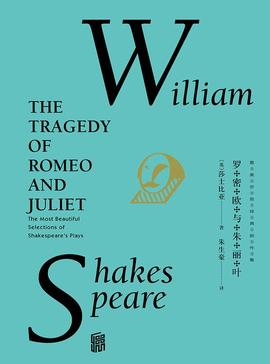 William
THE
TRAGEDY
OF
ROMEO
AND
JULIET
The Most Beautiful
Selections of
Shakespeare's Plays
Shakes
peare
罗密欧与朱丽叶
[英]莎士比亚 著
朱生豪 译